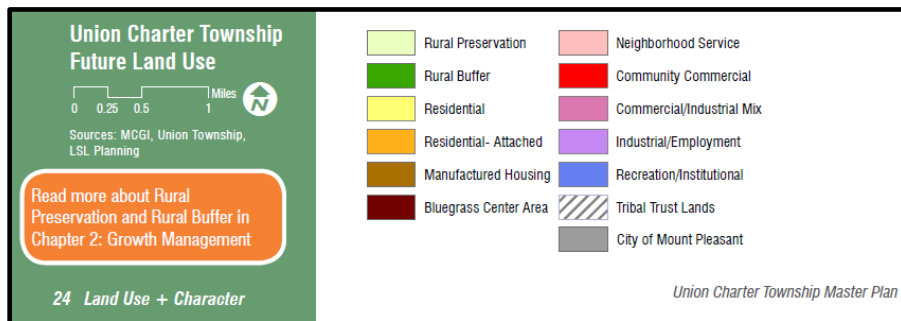 Union Charter Township
Future Land Use
Miles
0 0.25 0.5 1
N
Sources: MCGI, Union Township,
LSL Planning
Read more about Rural
Preservation and Rural Buffer in
Chapter 2: Growth Management
24 Land Use + Character
Rural Preservation
Rural Buffer
Residential
Residential- Attached
Manufactured Housing
Bluegrass Center Area
Neighborhood Service
Community Commercial
Commercial/Industrial Mix
Industrial/Employment
Recreation/Institutional
Tribal Trust Lands
City of Mount Pleasant
Union Charter Township Master Plan